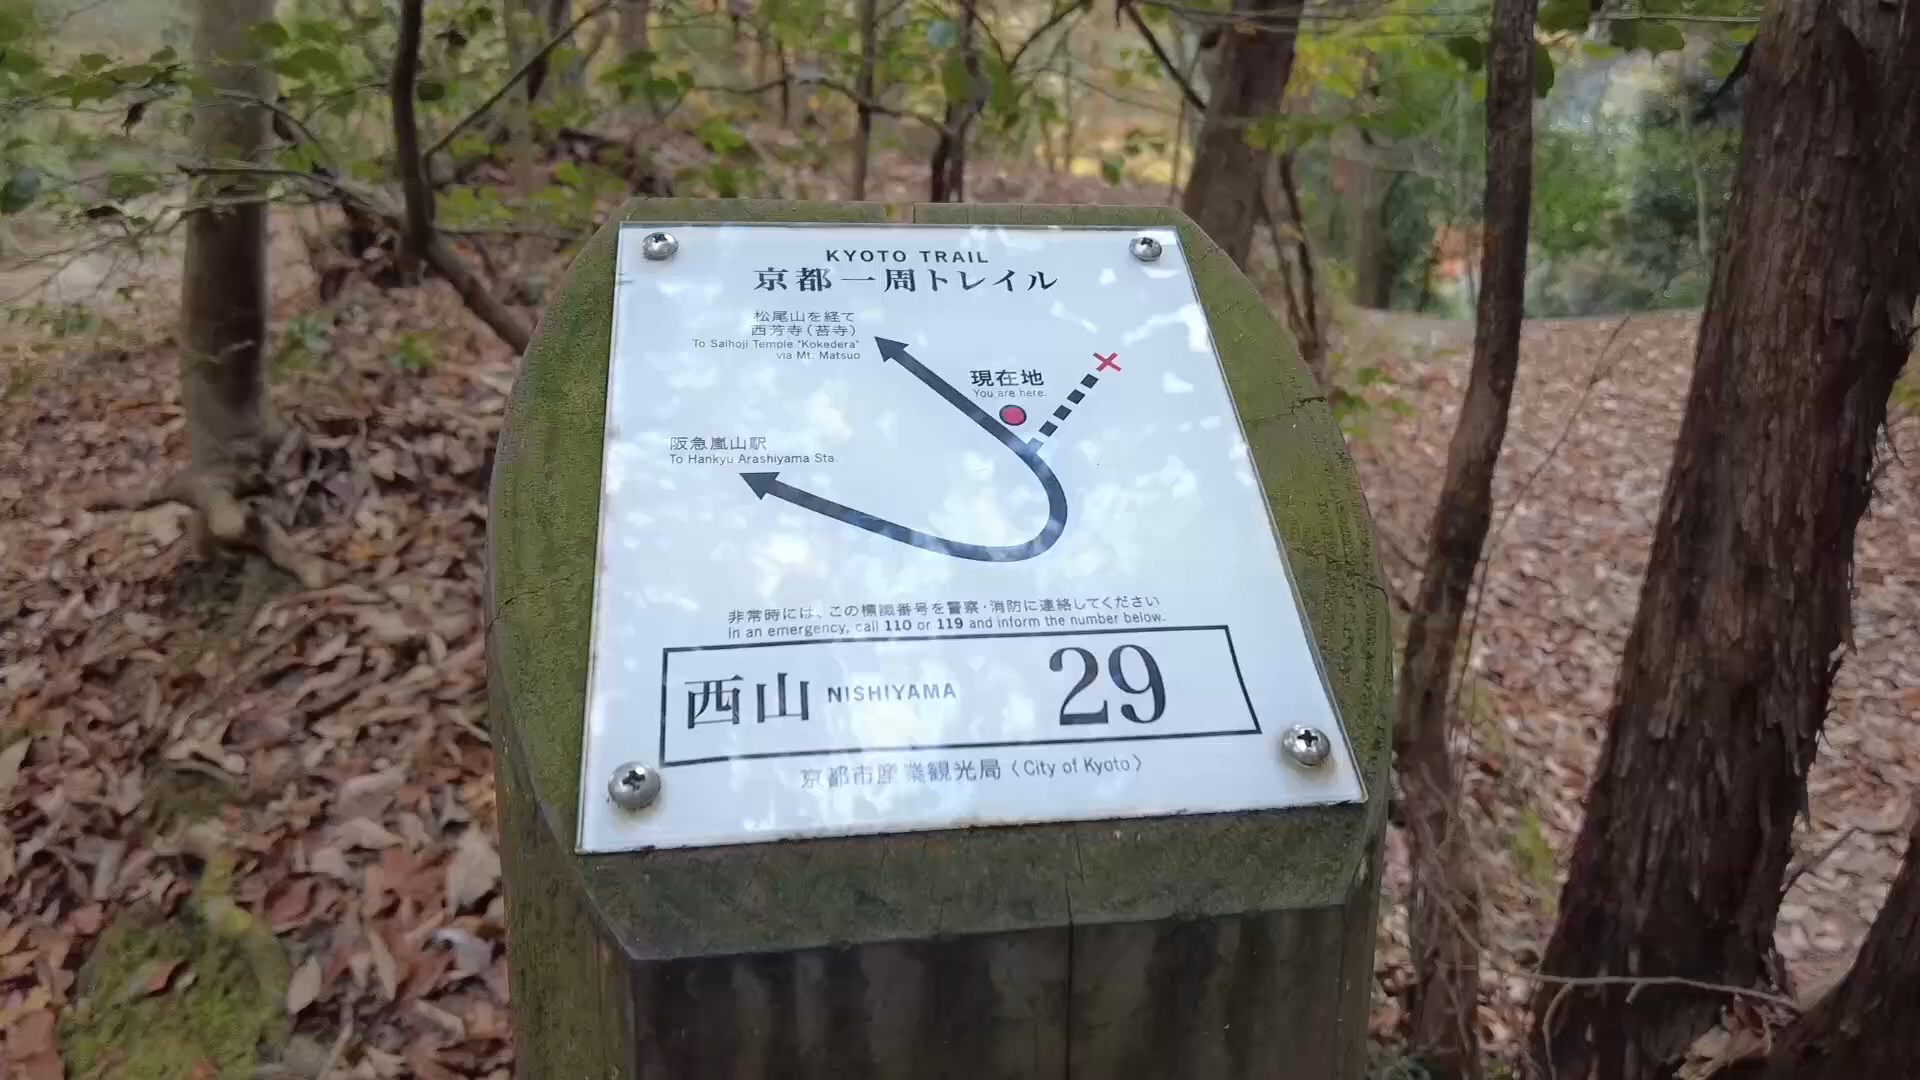 KYOTO TRAIL
京都一周トレイル
松尾山を経て
西芳寺(苔寺)
To Saihoji Temple "Kokedera"
via Mt. Matsuo
現在地
You are here.
阪急嵐山駅
To Hankyu Arashiyama Sta.
非常時には、この標識番号を警察・消防に連絡してください
In an emergency, call 110 or 119 and inform the number below.
西山 NISHIYAMA 29
京都市産業観光局〈City of Kyoto〉